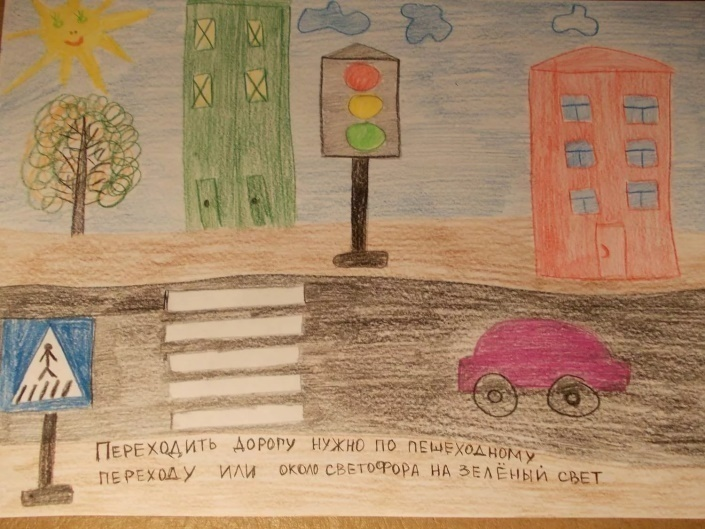 ПЕРЕХОДИТЬ ДОРОГУ НУЖНО ПО ПЕШЕХОДНОМУ
ПЕРЕХОДУ ИЛИ ОКОЛО СВЕТОФОРА НА ЗЕЛЁНЫЙ СВЕТ